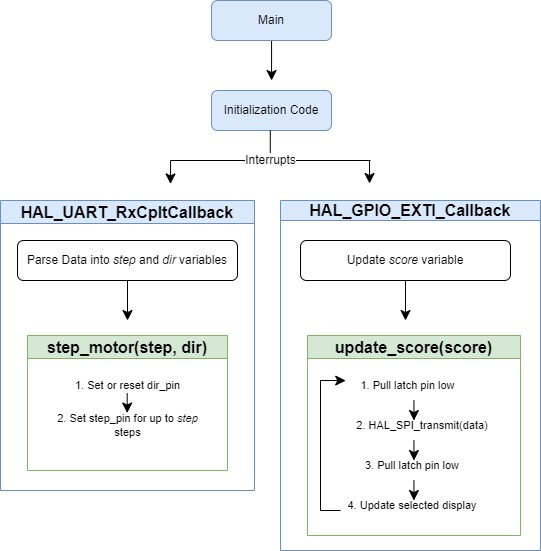 Main
Initialization Code
Interrupts
HAL_UART_RxCpltCallback
Parse Data into step and dir variables
step_motor(step, dir)
1. Set or reset dir_pin
2. Set step_pin for up to step
steps
HAL_GPIO_EXTI_Callback
Update score variable
update_score(score)
1. Pull latch pin low
2. HAL_SPI_transmit(data)
3. Pull latch pin low
4. Update selected display